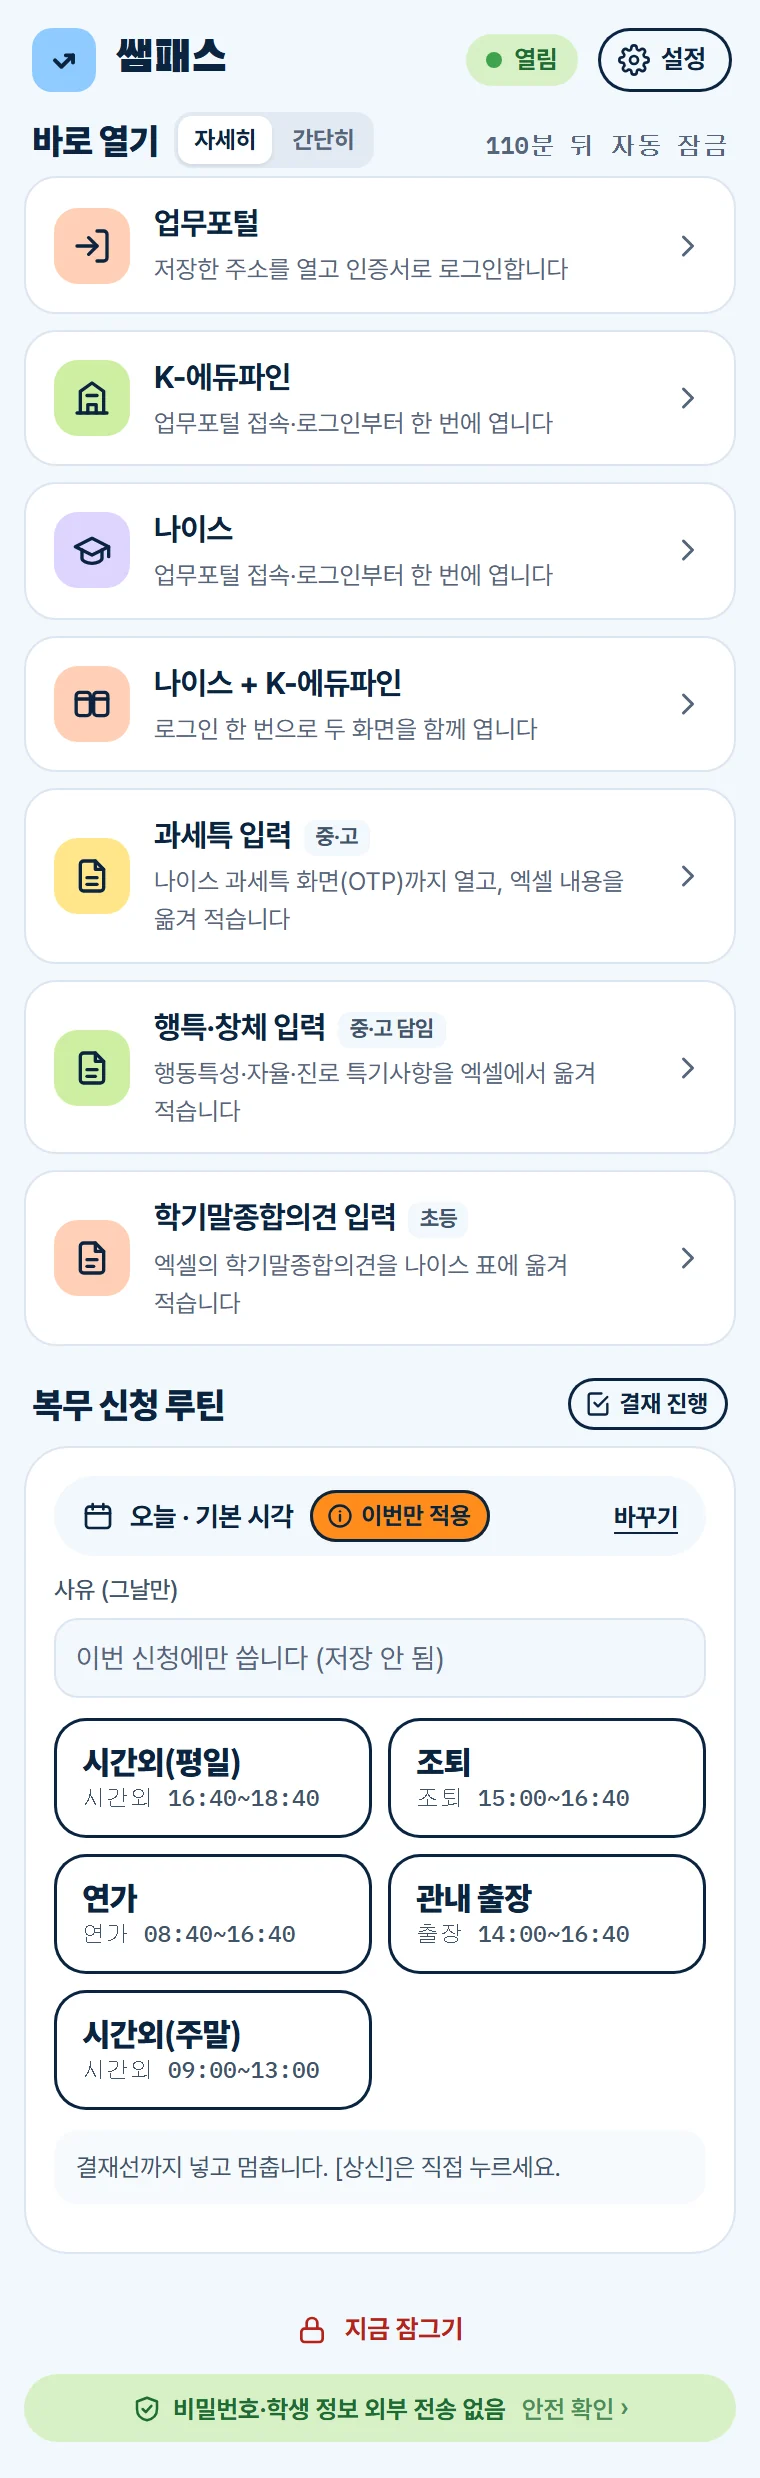 쌤패스
열림
설정
바로 열기
자세히
간단히
110분 뒤 자동 잠금
업무포털
저장한 주소를 열고 인증서로 로그인합니다
K-에듀파인
업무포털 접속·로그인부터 한 번에 엽니다
나이스
업무포털 접속·로그인부터 한 번에 엽니다
나이스 + K-에듀파인
로그인 한 번으로 두 화면을 함께 엽니다
과세특 입력 중·고
나이스 과세특 화면(OTP)까지 열고, 엑셀 내용을
옮겨 적습니다
행특·창체 입력 중·고 담임
행동특성·자율·진로 특기사항을 엑셀에서 옮겨
적습니다
학기말종합의견 입력 초등
엑셀의 학기말종합의견을 나이스 표에 옮겨
적습니다
복무 신청 루틴
결재 진행
오늘 · 기본 시각
이번만 적용
바꾸기
사유 (그날만)
이번 신청에만 씁니다 (저장 안 됨)
시간외(평일)
시간외 16:40~18:40
조퇴
조퇴 15:00~16:40
연가
연가 08:40~16:40
관내 출장
출장 14:00~16:40
시간외(주말)
시간외 09:00~13:00
결재선까지 넣고 멈춥니다. [상신]은 직접 누르세요.
지금 잠그기
비밀번호·학생 정보 외부 전송 없음 안전 확인 ›